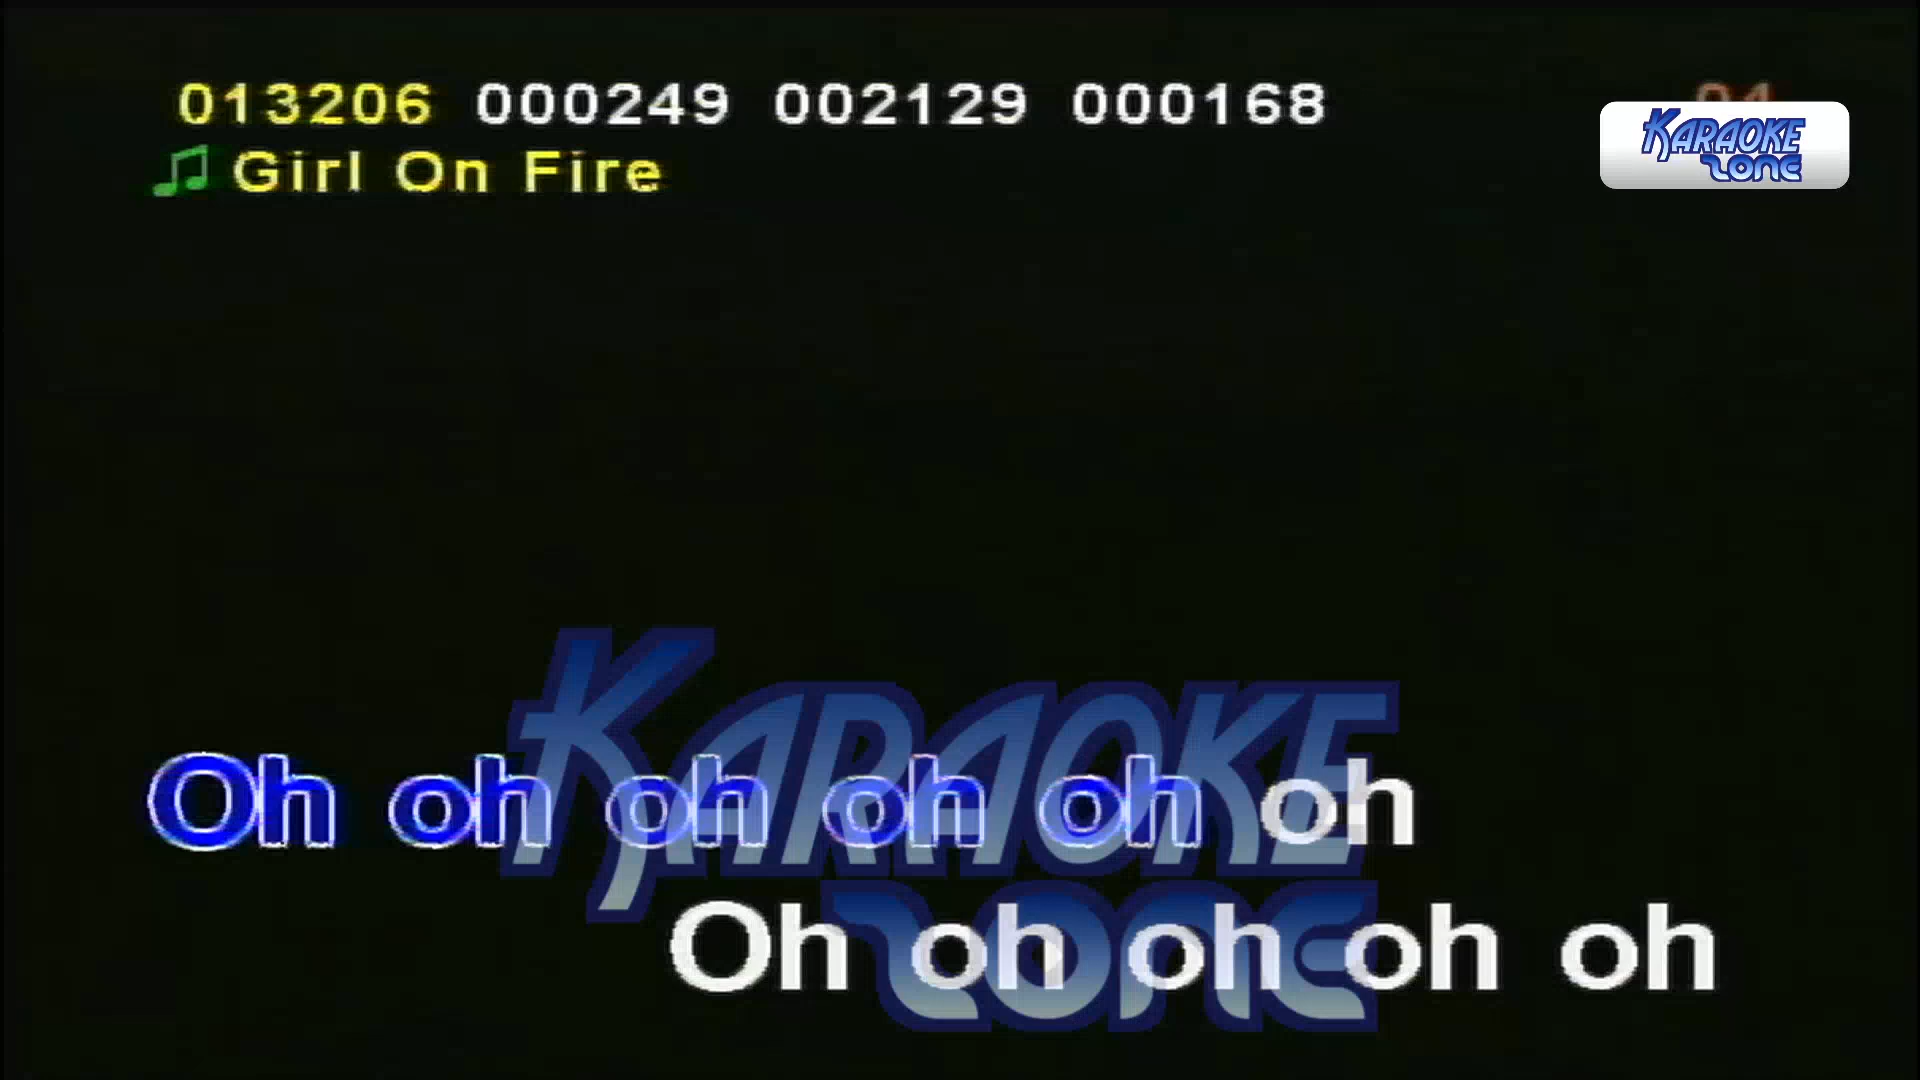 013206 000249 002129 000168 04
Girl On Fire
KARAOKE
ZONE
KARAOKE
Oh oh oh oh oh oh
ZONE
Oh oh oh oh oh